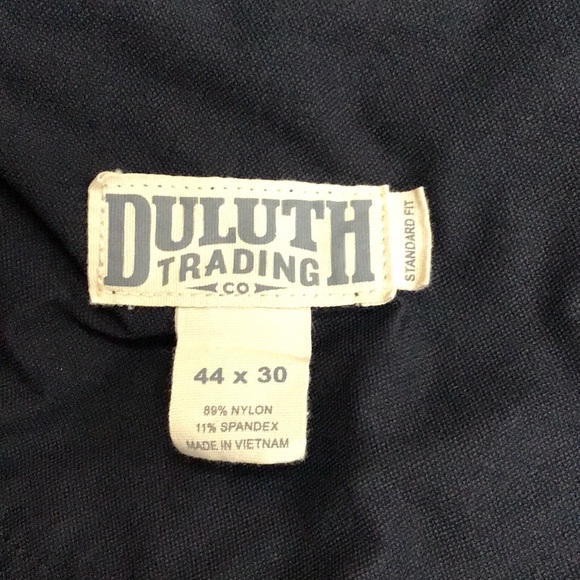 DULUTH
TRADING
CO
STANDARD FIT
44 x 30
89% NYLON
11% SPANDEX
MADE IN VIETNAM